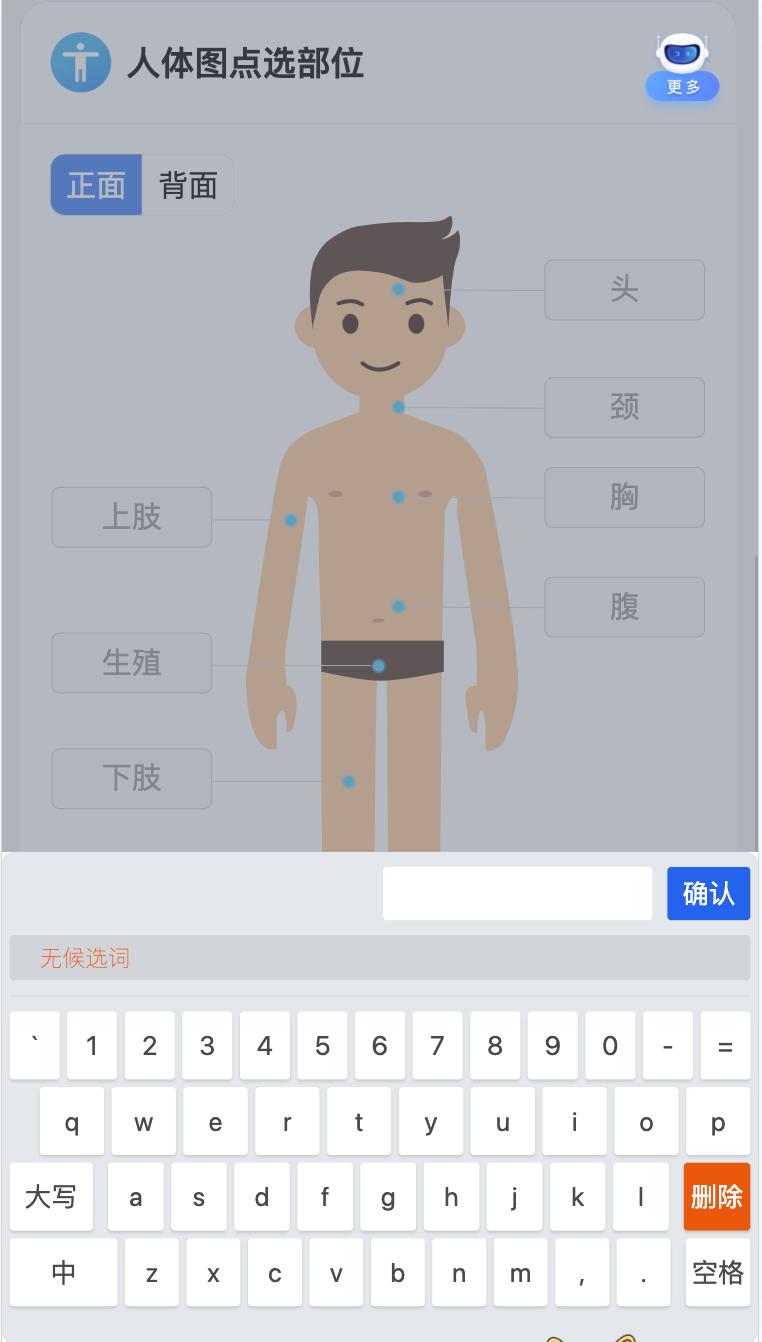 人体图点选部位
更多
正面 背面
头
颈
胸
上肢
腹
生殖
下肢
确认
无候选词
` 1 2 3 4 5 6 7 8 9 0 - =
q w e r t y u i o p
大写 a s d f g h j k l 删除
中 z x c v b n m , . 空格